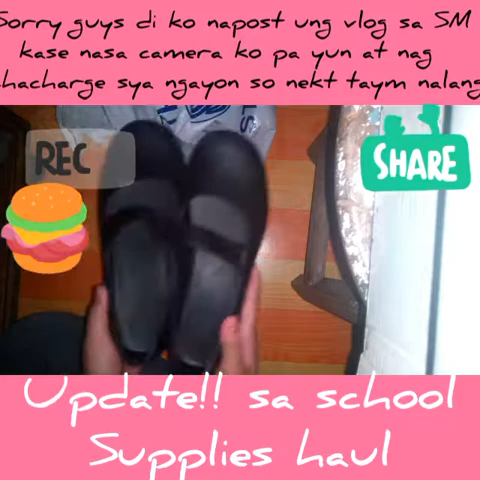 Sorry guys di ko napost ung vlog sa SM
kase nasa camera ko pa yun at nag
chacharge sya ngayon so nekt taym nalang
REC
SHARE
Update!! sa school
Supplies haul